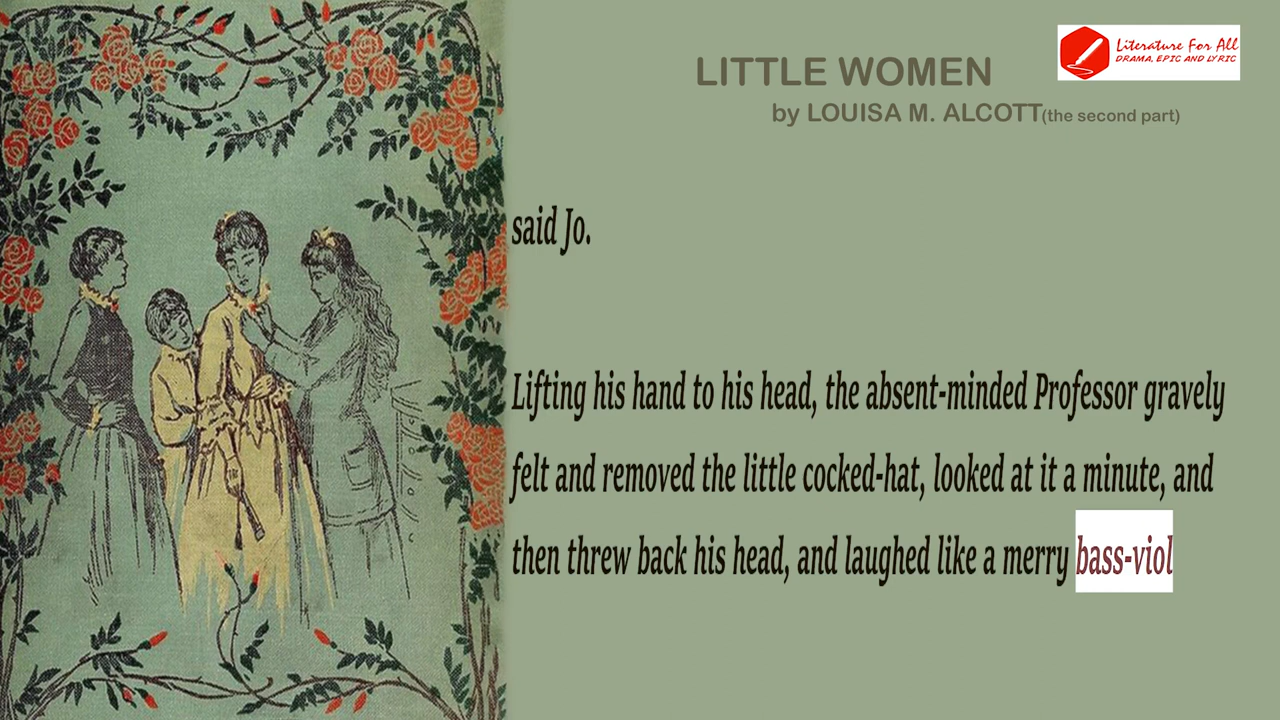 LITTLE WOMEN
by LOUISA M. ALCOTT(the second part)
Literature For All
DRAMA, EPIC AND LYRIC
said Jo.
Lifting his hand to his head, the absent-minded Professor gravely
felt and removed the little cocked-hat, looked at it a minute, and
then threw back his head, and laughed like a merry bass-viol